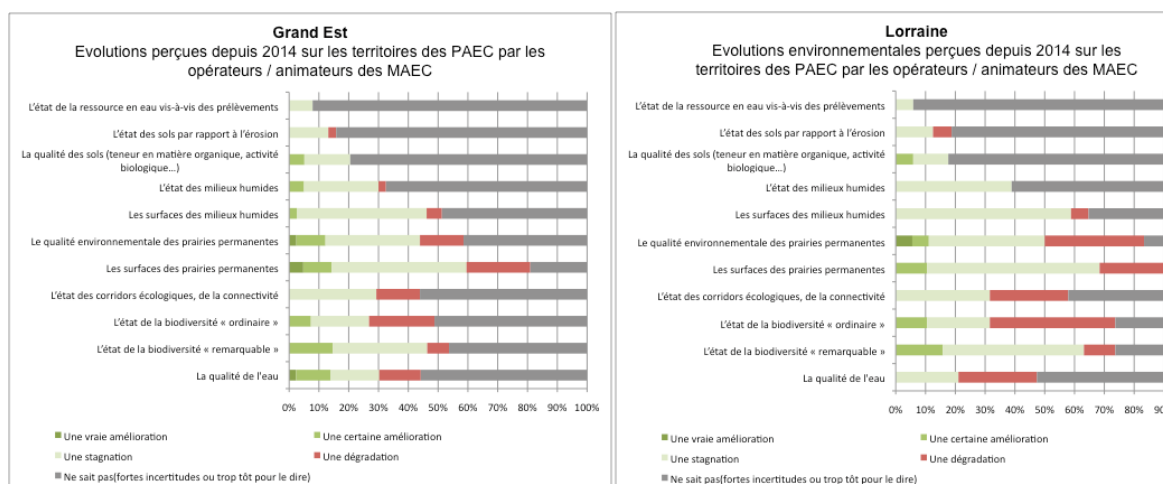 Grand Est
Evolutions perçues depuis 2014 sur les territoires des PAEC par les
opérateurs / animateurs des MAEC
L'état de la ressource en eau vis-à-vis des prélèvements
L'état des sols par rapport à l'érosion
La qualité des sols (teneur en matière organique, activité
biologique...)
L'état des milieux humides
Les surfaces des milieux humides
Le qualité environnementale des prairies permanentes
Les surfaces des prairies permanentes
L'état des corridors écologiques, de la connectivité
L'état de la biodiversité « ordinaire »
L'état de la biodiversité « remarquable »
La qualité de l'eau
0% 10% 20% 30% 40% 50% 60% 70% 80% 90% 100%
Une vraie amélioration
Une certaine amélioration
Une stagnation
Une dégradation
Ne sait pas(fortes incertitudes ou trop tôt pour le dire)
Lorraine
Evolutions environnementales perçues depuis 2014 sur les
territoires des PAEC par les opérateurs / animateurs des MAEC
L'état de la ressource en eau vis-à-vis des prélèvements
L'état des sols par rapport à l'érosion
La qualité des sols (teneur en matière organique, activité
biologique...)
L'état des milieux humides
Les surfaces des milieux humides
Le qualité environnementale des prairies permanentes
Les surfaces des prairies permanentes
L'état des corridors écologiques, de la connectivité
L'état de la biodiversité « ordinaire »
L'état de la biodiversité « remarquable »
La qualité de l'eau
0% 10% 20% 30% 40% 50% 60% 70% 80%
Une vraie amélioration
Une certaine amélioration
Une stagnation
Une dégradation
Ne sait pas(fortes incertitudes ou trop tôt pour le dire)